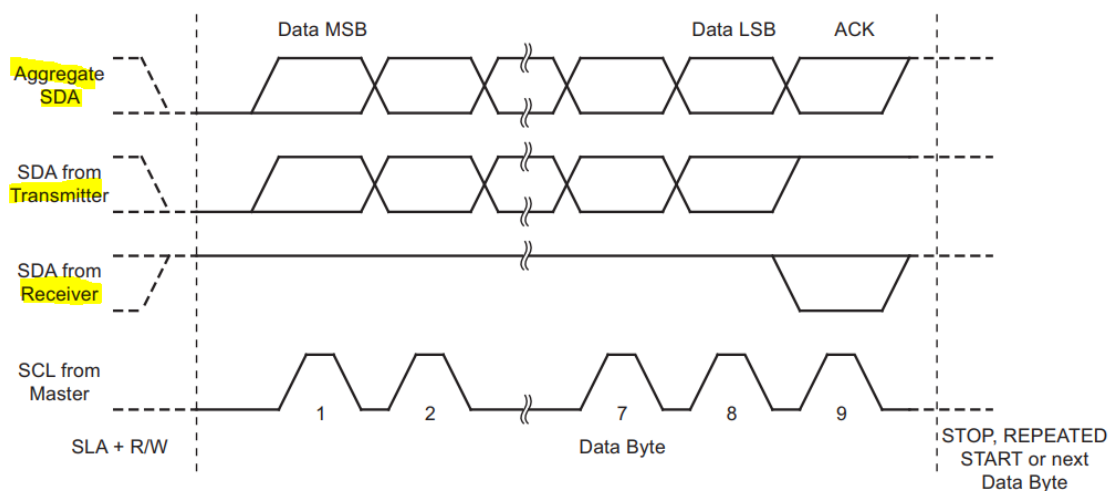 Data MSB
Data LSB
ACK
Aggregate
SDA
SDA from
Transmitter
SDA from
Receiver
SCL from
Master
1
2
7
8
9
SLA + R/W
Data Byte
STOP, REPEATED
START or next
Data Byte